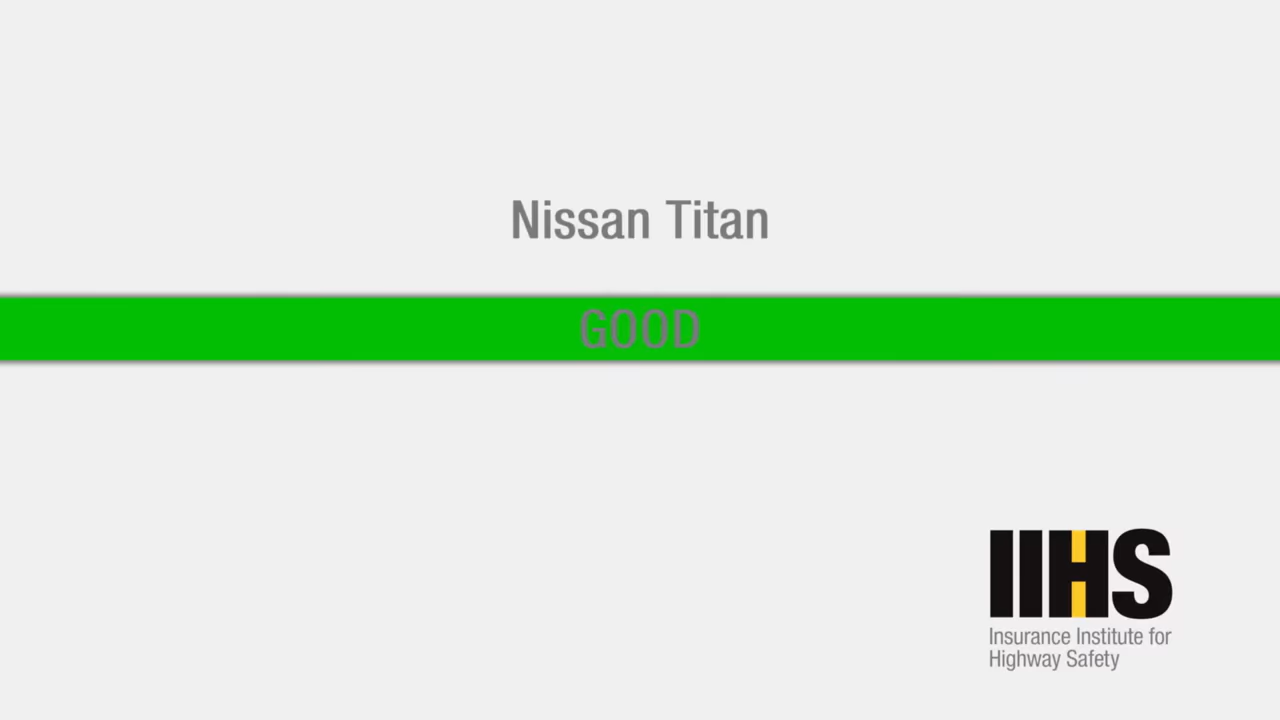 Nissan Titan
GOOD
IIHS
Insurance Institute for
Highway Safety